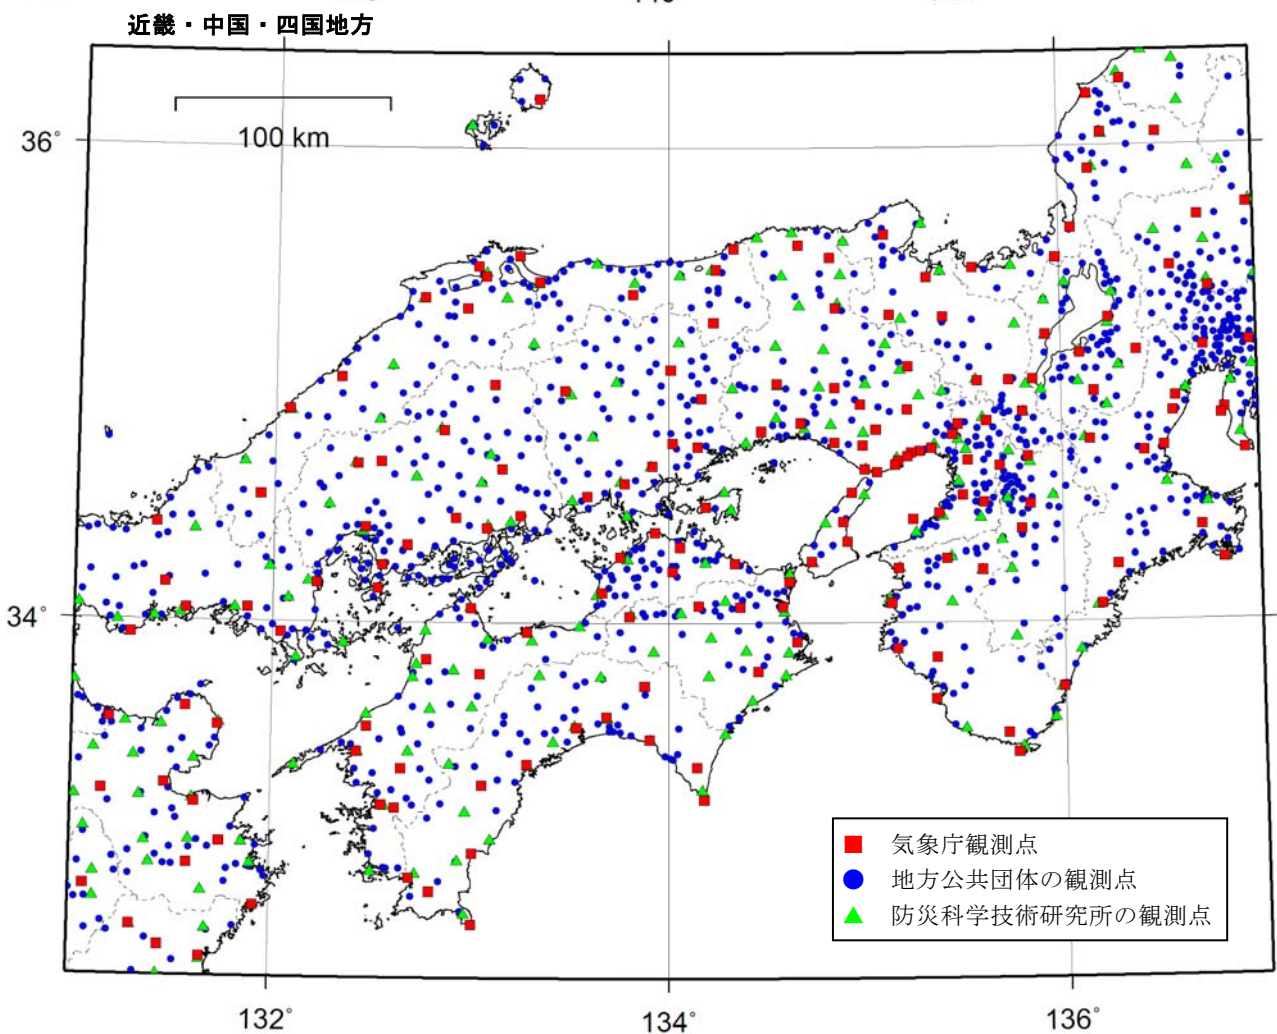 近畿・中国・四国地方
100 km
36°
34°
気象庁観測点
地方公共団体の観測点
防災科学技術研究所の観測点
132°
134°
136°